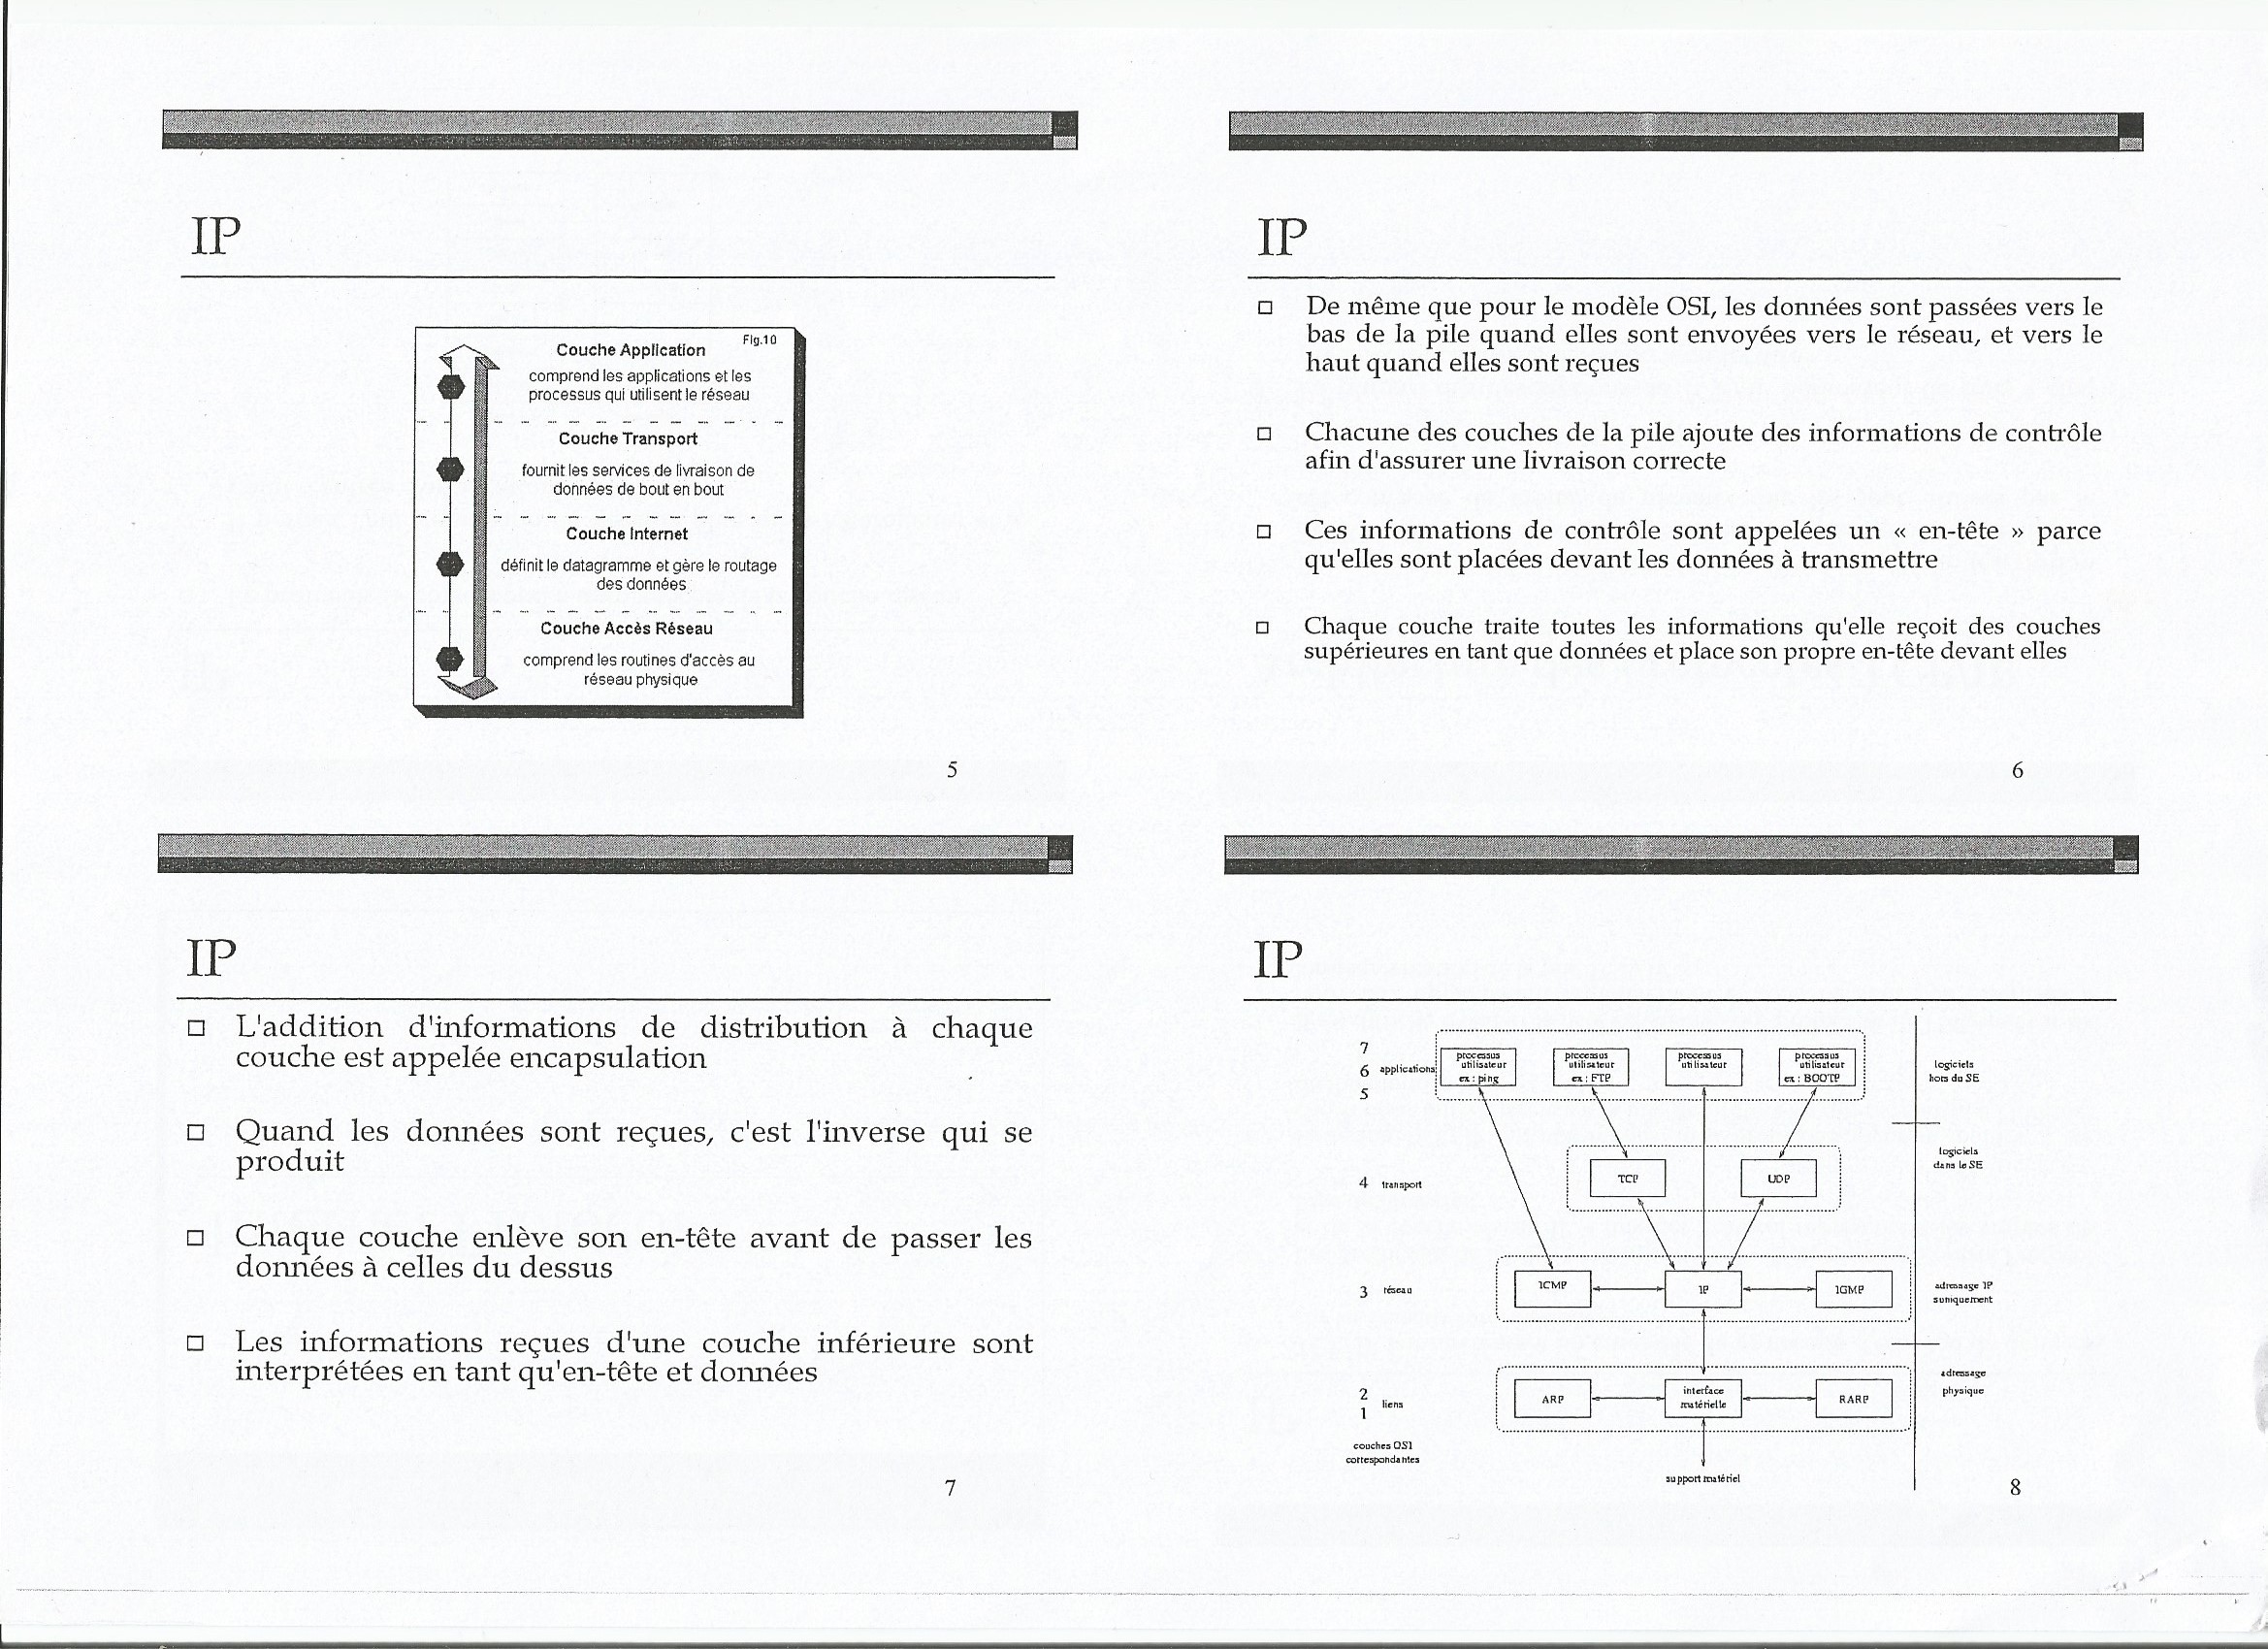 IP
Fig.10
Couche Application
comprend les applications et les
processus qui utilisent le réseau
Couche Transport
fournit les services de livraison de
données de bout en bout
Couche Internet
définit le datagramme et gère le routage
des données
Couche Accès Réseau
comprend les routines d'accès au
réseau physique
5
IP
De même que pour le modèle OSI, les données sont passées vers le
bas de la pile quand elles sont envoyées vers le réseau, et vers le
haut quand elles sont reçues
Chacune des couches de la pile ajoute des informations de contrôle
afin d'assurer une livraison correcte
Ces informations de contrôle sont appelées un « en-tête » parce
qu'elles sont placées devant les données à transmettre
Chaque couche traite toutes les informations qu'elle reçoit des couches
supérieures en tant que données et place son propre en-tête devant elles
6
IP
L'addition d'informations de distribution à chaque
couche est appelée encapsulation
Quand les données sont reçues, c'est l'inverse qui se
produit
Chaque couche enlève son en-tête avant de passer les
données à celles du dessus
Les informations reçues d'une couche inférieure sont
interprétées en tant qu'en-tête et données
7
IP
7
6 applications
5
processus
utilisateur
ex : ping
processus
utilisateur
ex : FTP
processus
utilisateur
processus
utilisateur
ex : BOOTP
logiciels
hors du SE
logiciels
dans le SE
4 transport
TCP
UDP
3 réseau
ICMP
IP
IGMP
adressage IP
suniquement
2
1
liens
ARP
interface
matérielle
RARP
adressage
physique
couches OSI
correspondantes
support matériel
8